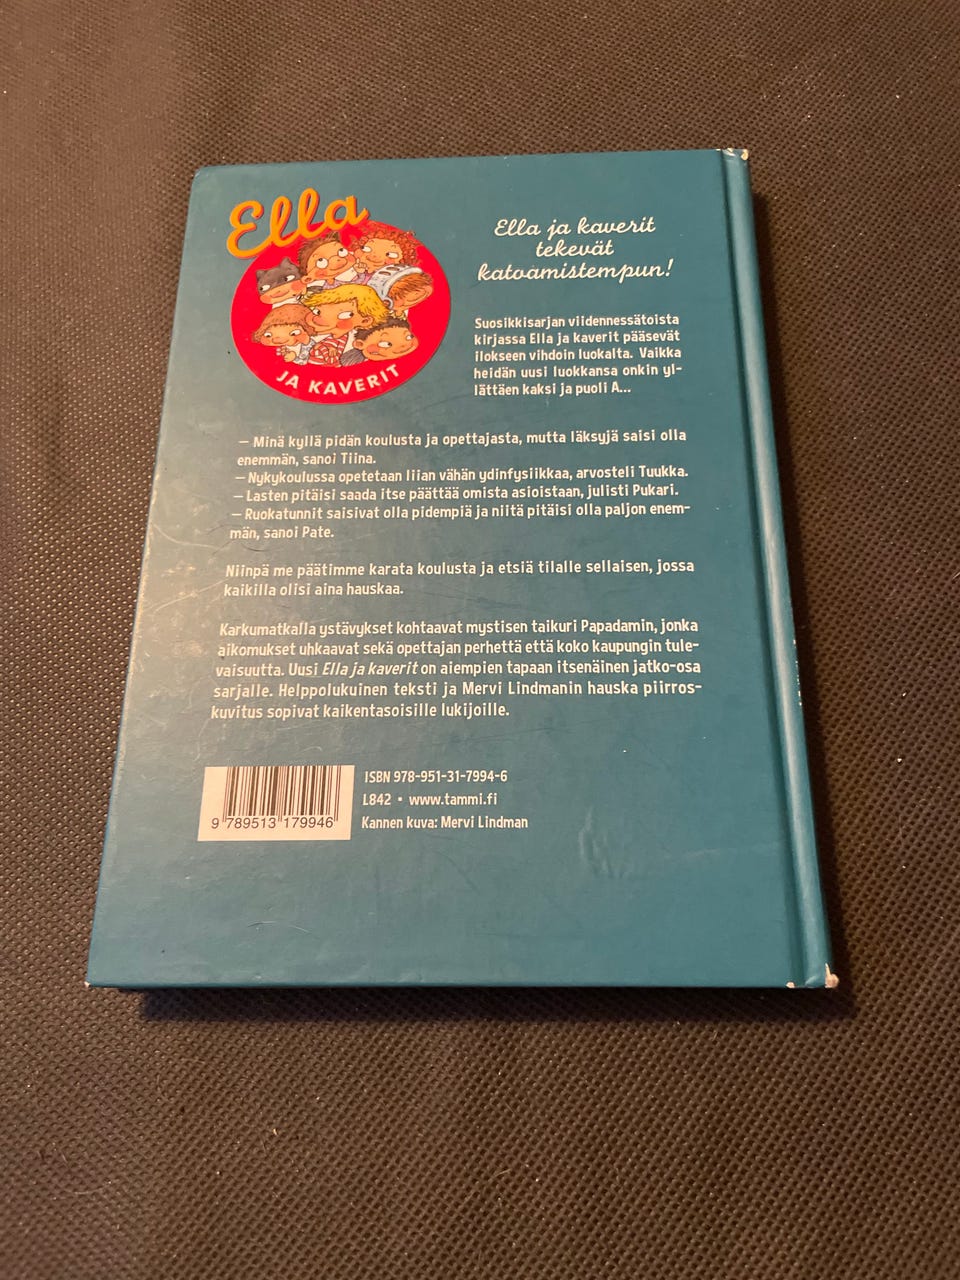 Ella
JA KAVERIT
Ella ja kaverit
tekevät
katoamistempun!
Suosikkisarjan viidennessätoista
kirjassa Ella ja kaverit pääsevät
ilokseen vihdoin luokalta. Vaikka
heidän uusi luokkansa onkin yl-
lättäen kaksi ja puoli A...
– Minä kyllä pidän koulusta ja opettajasta, mutta läksyjä saisi olla
enemmän, sanoi Tiina.
– Nykykoulussa opetetaan liian vähän ydinfysiikkaa, arvosteli Tuukka.
– Lasten pitäisi saada itse päättää omista asioistaan, julisti Pukari.
– Ruokatunnit saisivat olla pidempiä ja niitä pitäisi olla paljon enem-
män, sanoi Pate.
Niinpä me päätimme karata koulusta ja etsiä tilalle sellaisen, jossa
kaikilla olisi aina hauskaa.
Karkumatkalla ystävykset kohtaavat mystisen taikuri Papadamin, jonka
aikomukset uhkaavat sekä opettajan perhettä että koko kaupungin tule-
vaisuutta. Uusi Ella ja kaverit on aiempien tapaan itsenäinen jatko-osa
sarjalle. Helppolukuinen teksti ja Mervi Lindmanin hauska piirros-
kuvitus sopivat kaikentasoisille lukijoille.
ISBN 978-951-31-7994-6
L842 • www.tammi.fi
Kannen kuva: Mervi Lindman
9 789513 179946